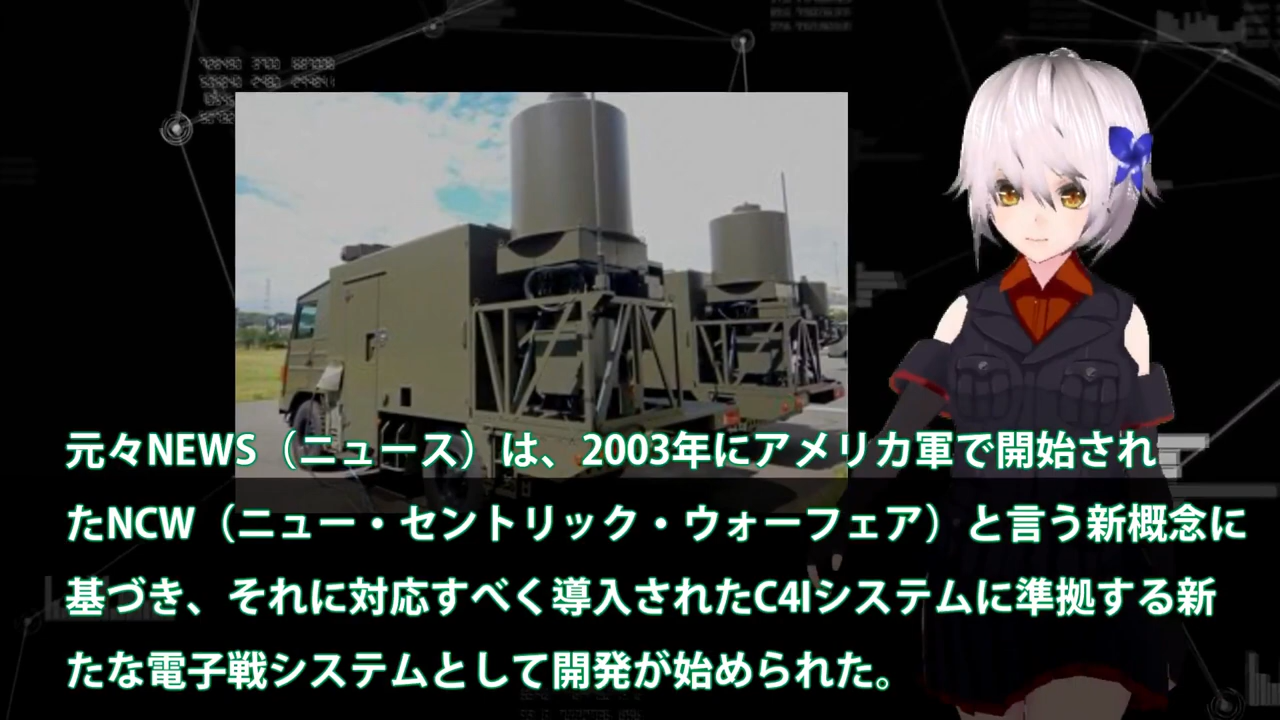 元々NEWS（ニュース）は、2003年にアメリカ軍で開始され
たNCW（ニュー・セントリック・ウォーフェア）と言う新概念に
基づき、それに対応すべく導入されたC4Iシステムに準拠する新
たな電子戦システムとして開発が始められた。